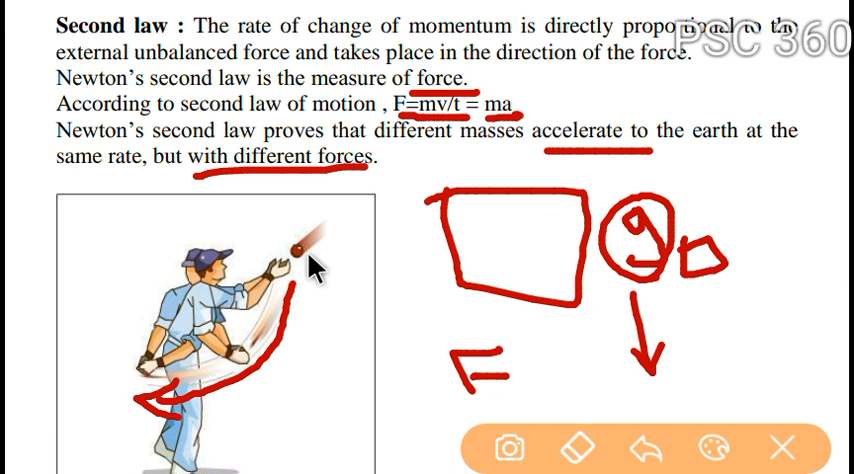 Second law : The rate of change of momentum is directly proportional to the
external unbalanced force and takes place in the direction of the force.
PSC 360
Newton’s second law is the measure of force.
According to second law of motion , F=mv/t = ma
Newton’s second law proves that different masses accelerate to the earth at the
same rate, but with different forces.
g
F